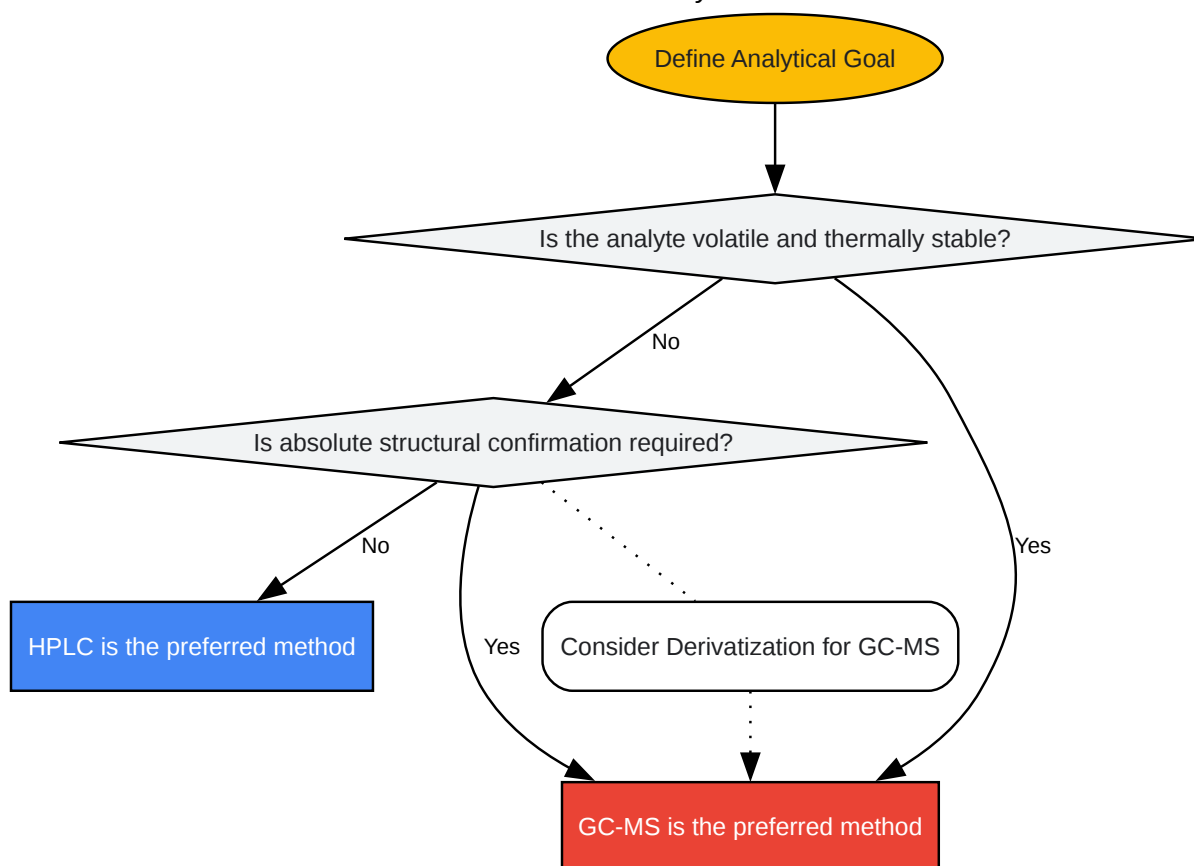 Define Analytical Goal
Is the analyte volatile and thermally stable?
No
Is absolute structural confirmation required?
No
Yes
Yes
HPLC is the preferred method
Consider Derivatization for GC-MS
GC-MS is the preferred method